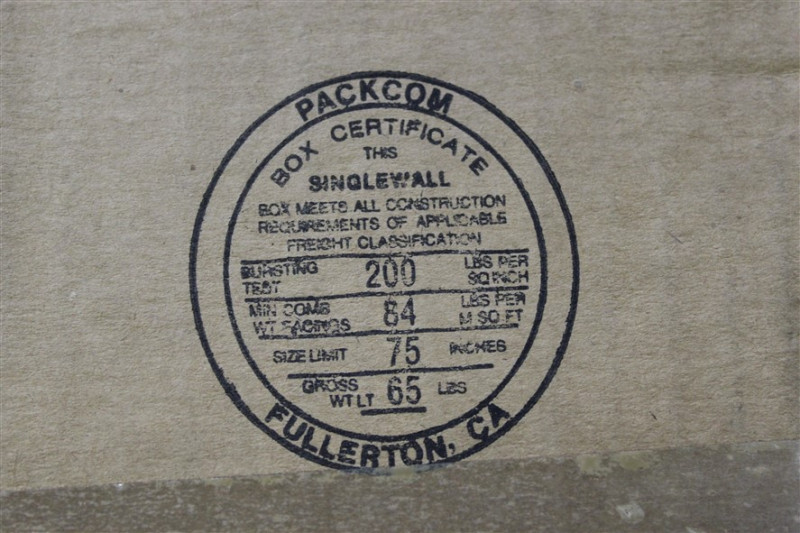 PACKCOM
BOX CERTIFICATE
THIS
SINGLEWALL
BOX MEETS ALL CONSTRUCTION
REQUIREMENTS OF APPLICABLE
FREIGHT CLASSIFICATION
BURSTING TEST 200 LBS PER SQ INCH
MIN COMB WT FACINGS 84 LBS PER M SQ FT
SIZE LIMIT 75 INCHES
GROSS WT LT 65 LBS
FULLERTON, CA